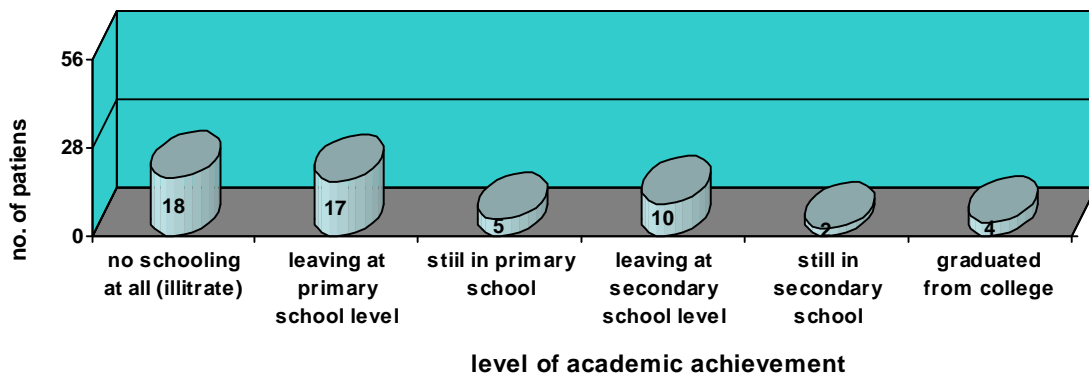 56
28
0
no. of patiens
18
17
5
10
2
4
no schooling
at all (illitrate)
leaving at
primary
school level
stiil in primary
school
leaving at
secondary
school level
still in
secondary
school
graduated
from college
level of academic achievement